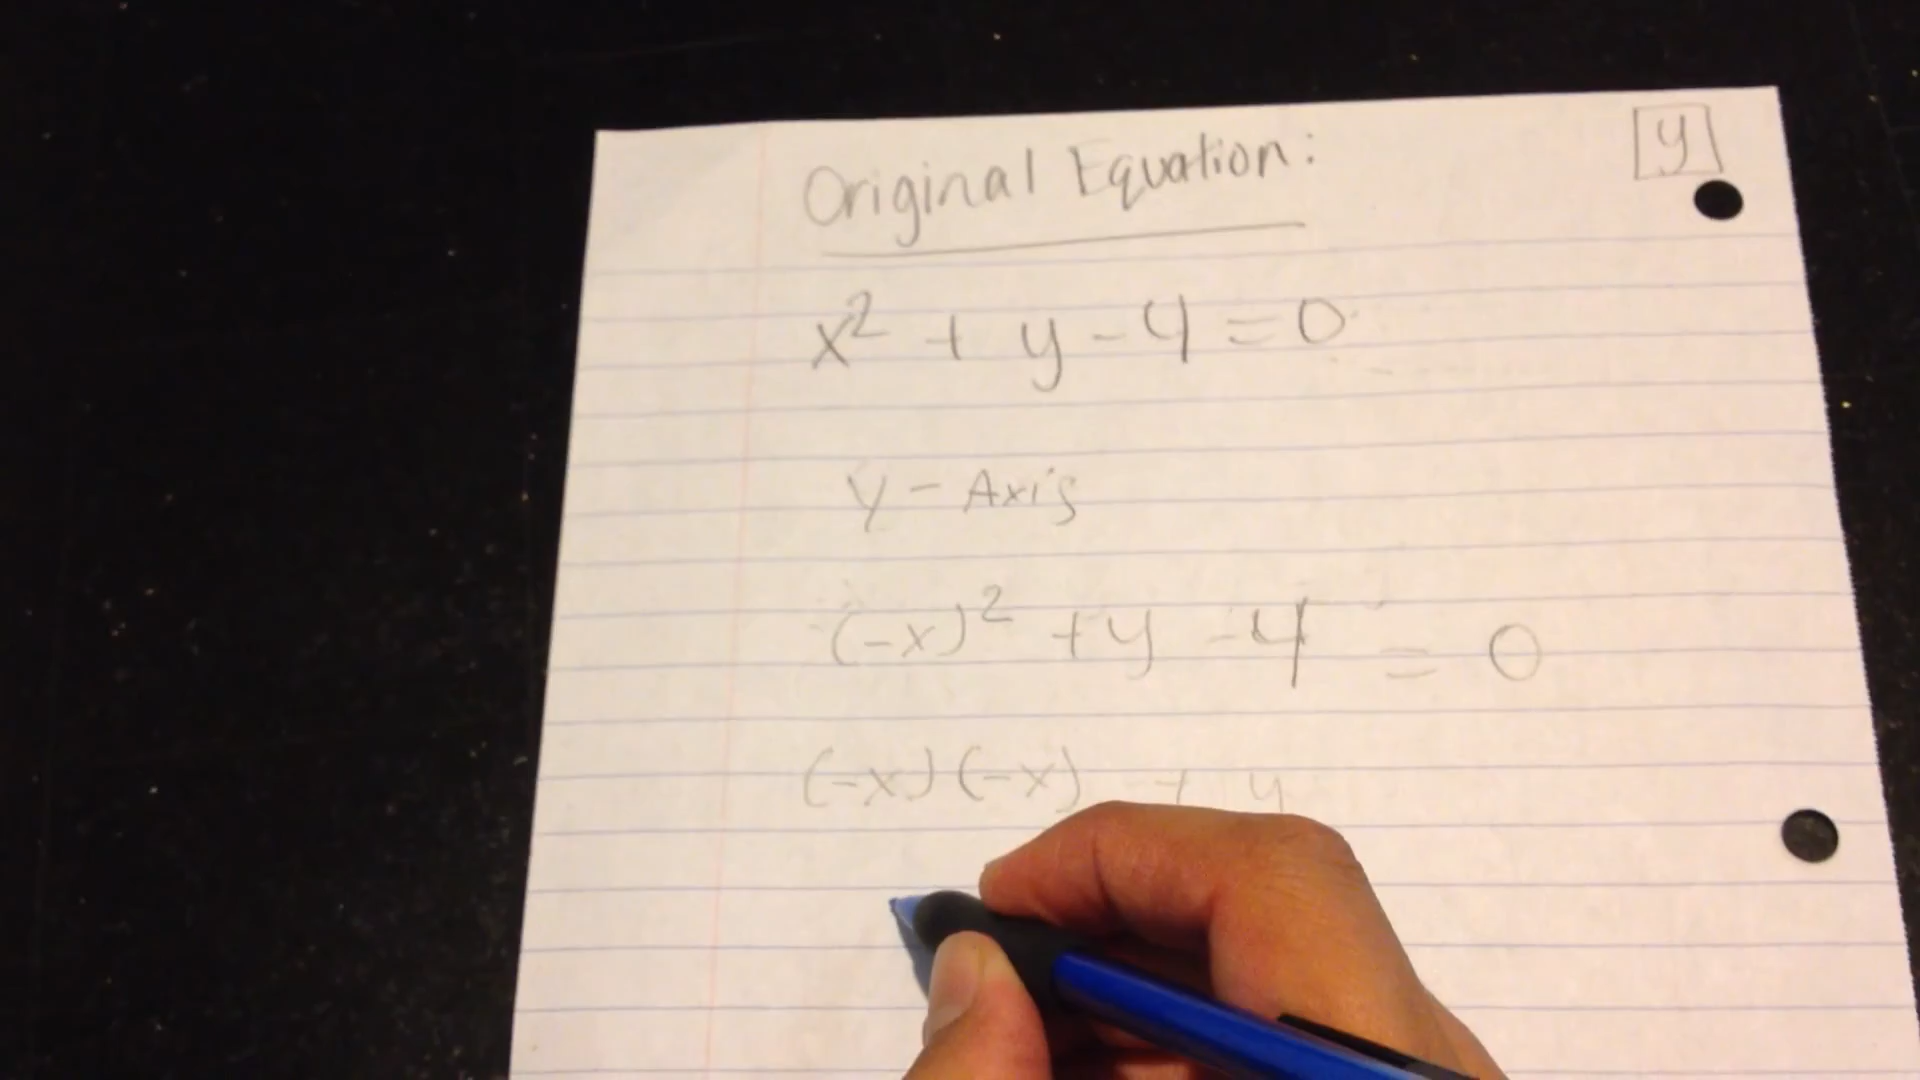 Original Equation:
y
x² + y - 4 = 0
y - Axis
(-x)² + y - 4 = 0
(-x)(-x) + y